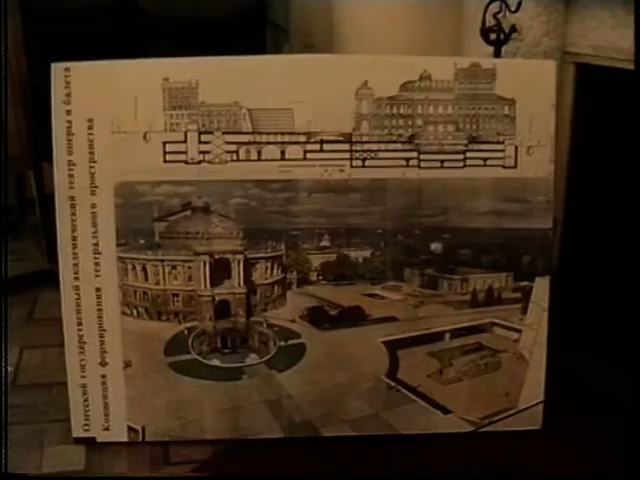 Одесский государственный академический театр оперы и балета
Концепция формирования театрального пространства